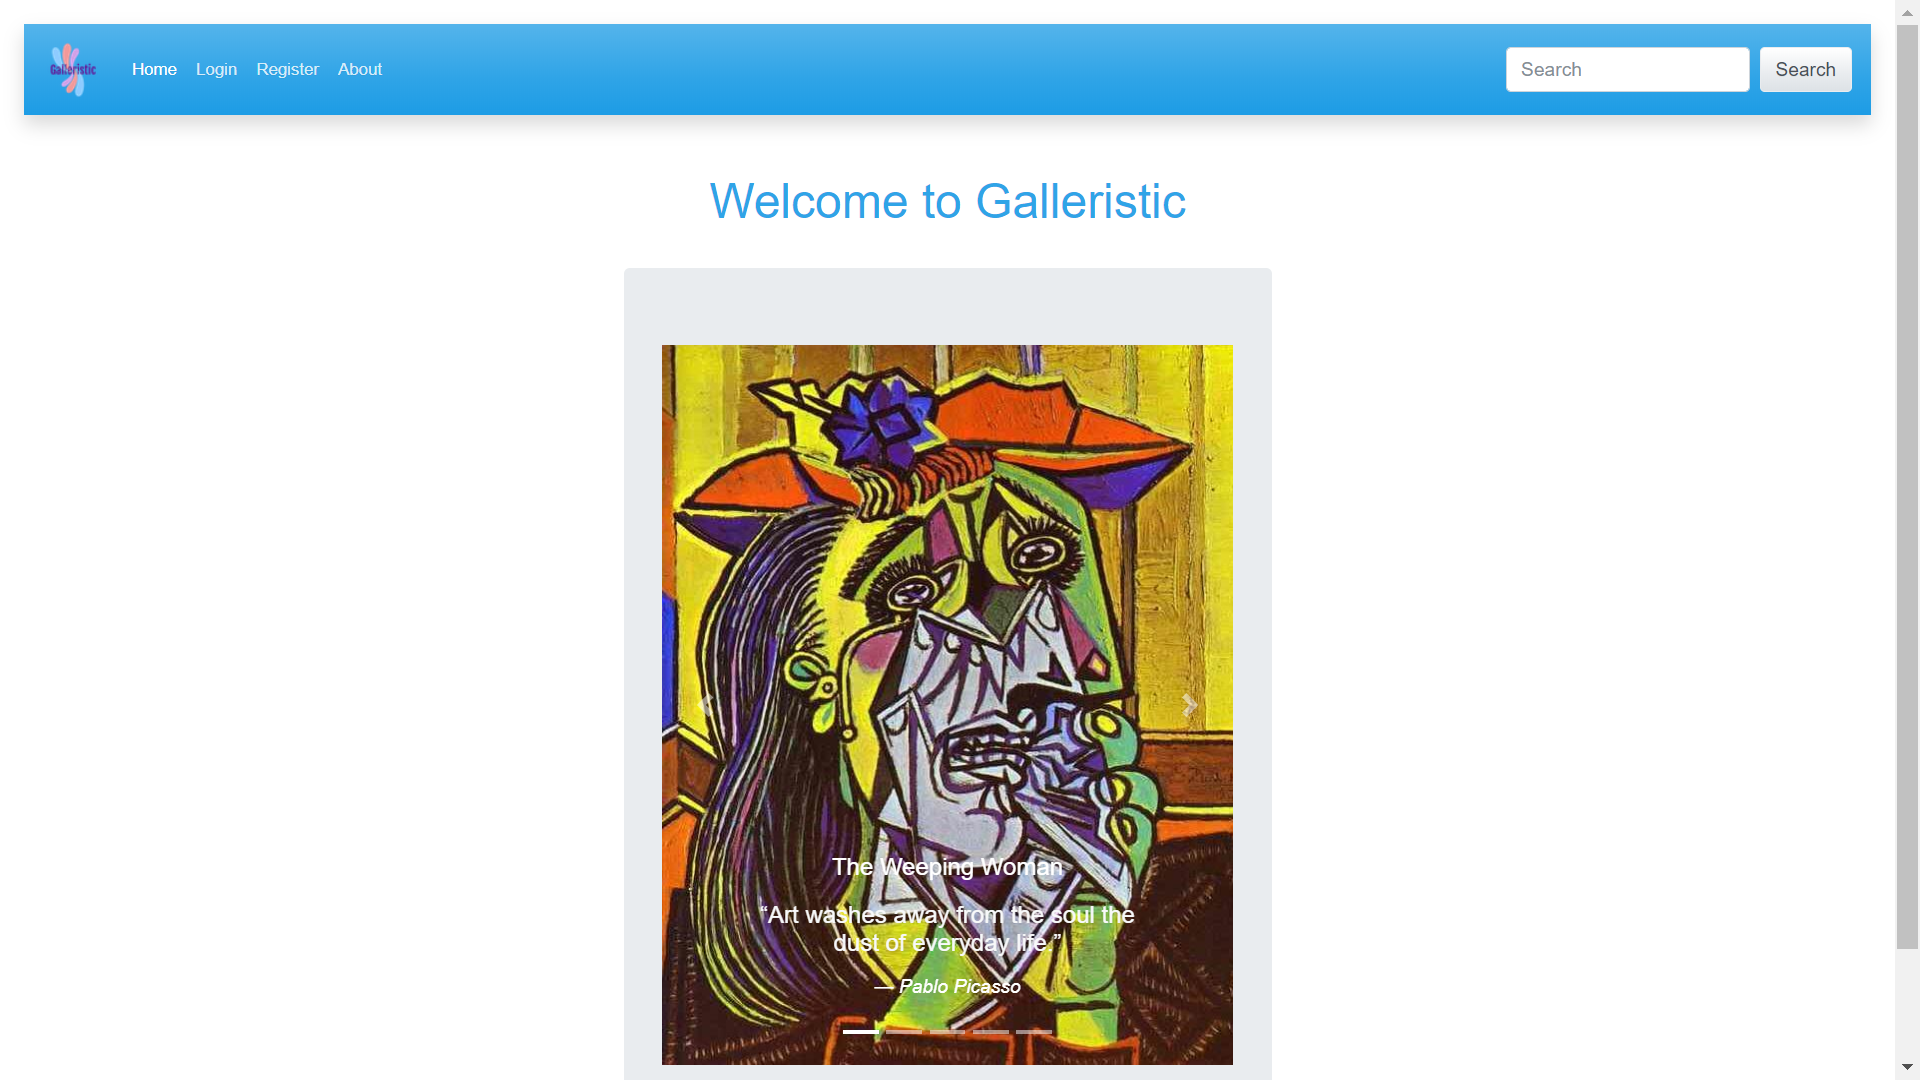 Galleristic
Home
Login
Register
About
Search
Search
Welcome to Galleristic
The Weeping Woman
“Art washes away from the soul the
dust of everyday life.”
— Pablo Picasso